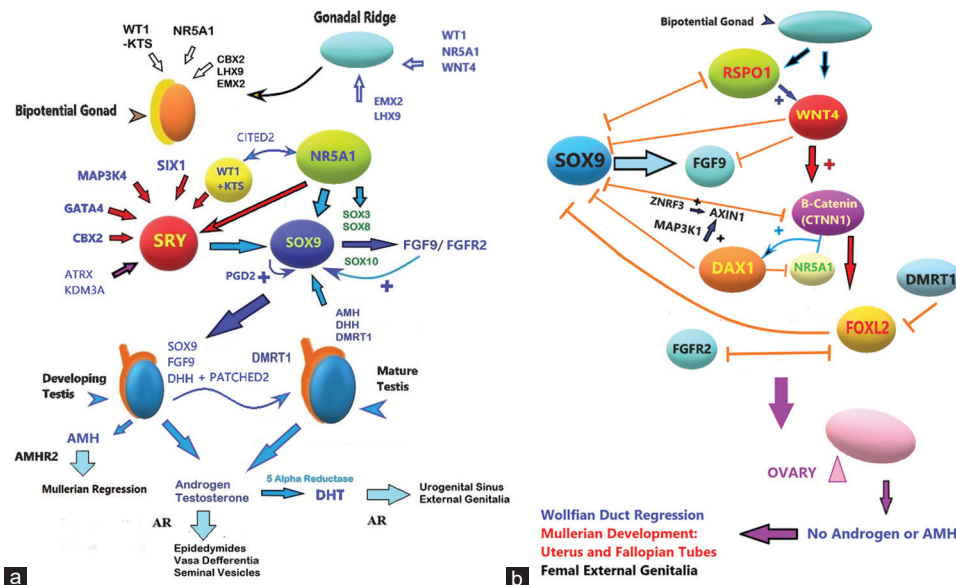 Gonadal Ridge
WT1
-KTS
NR5A1
CBX2
LHX9
EMX2
WT1
NR5A1
WNT4
EMX2
LHX9
Bipotential Gonad
CITED2
NR5A1
WT1
+KTS
SIX1
MAP3K4
GATA4
CBX2
ATRX
KDM3A
SRY
SOX9
SOX3
SOX8
SOX10
FGF9/ FGFR2
PGD2
+
+
AMH
DHH
DMRT1
SOX9
FGF9
DHH + PATCHED2
DMRT1
Developing
Testis
Mature
Testis
AMH
AMHR2
Mullerian Regression
Androgen
Testosterone
5 Alpha Reductase
DHT
Urogenital Sinus
External Genitalia
AR
AR
Epidedymides
Vasa Defferentia
Seminal Vesicles
a
Bipotential Gonad
RSPO1
+
WNT4
SOX9
FGF9
+
ZNRF3
+
AXIN1
MAP3K1
+
B-Catenin
(CTNN1)
+
DAX1
NR5A1
DMRT1
FOXL2
FGFR2
OVARY
No Androgen or AMH
Wollfian Duct Regression
Mullerian Development:
Uterus and Fallopian Tubes
Femal External Genitalia
b